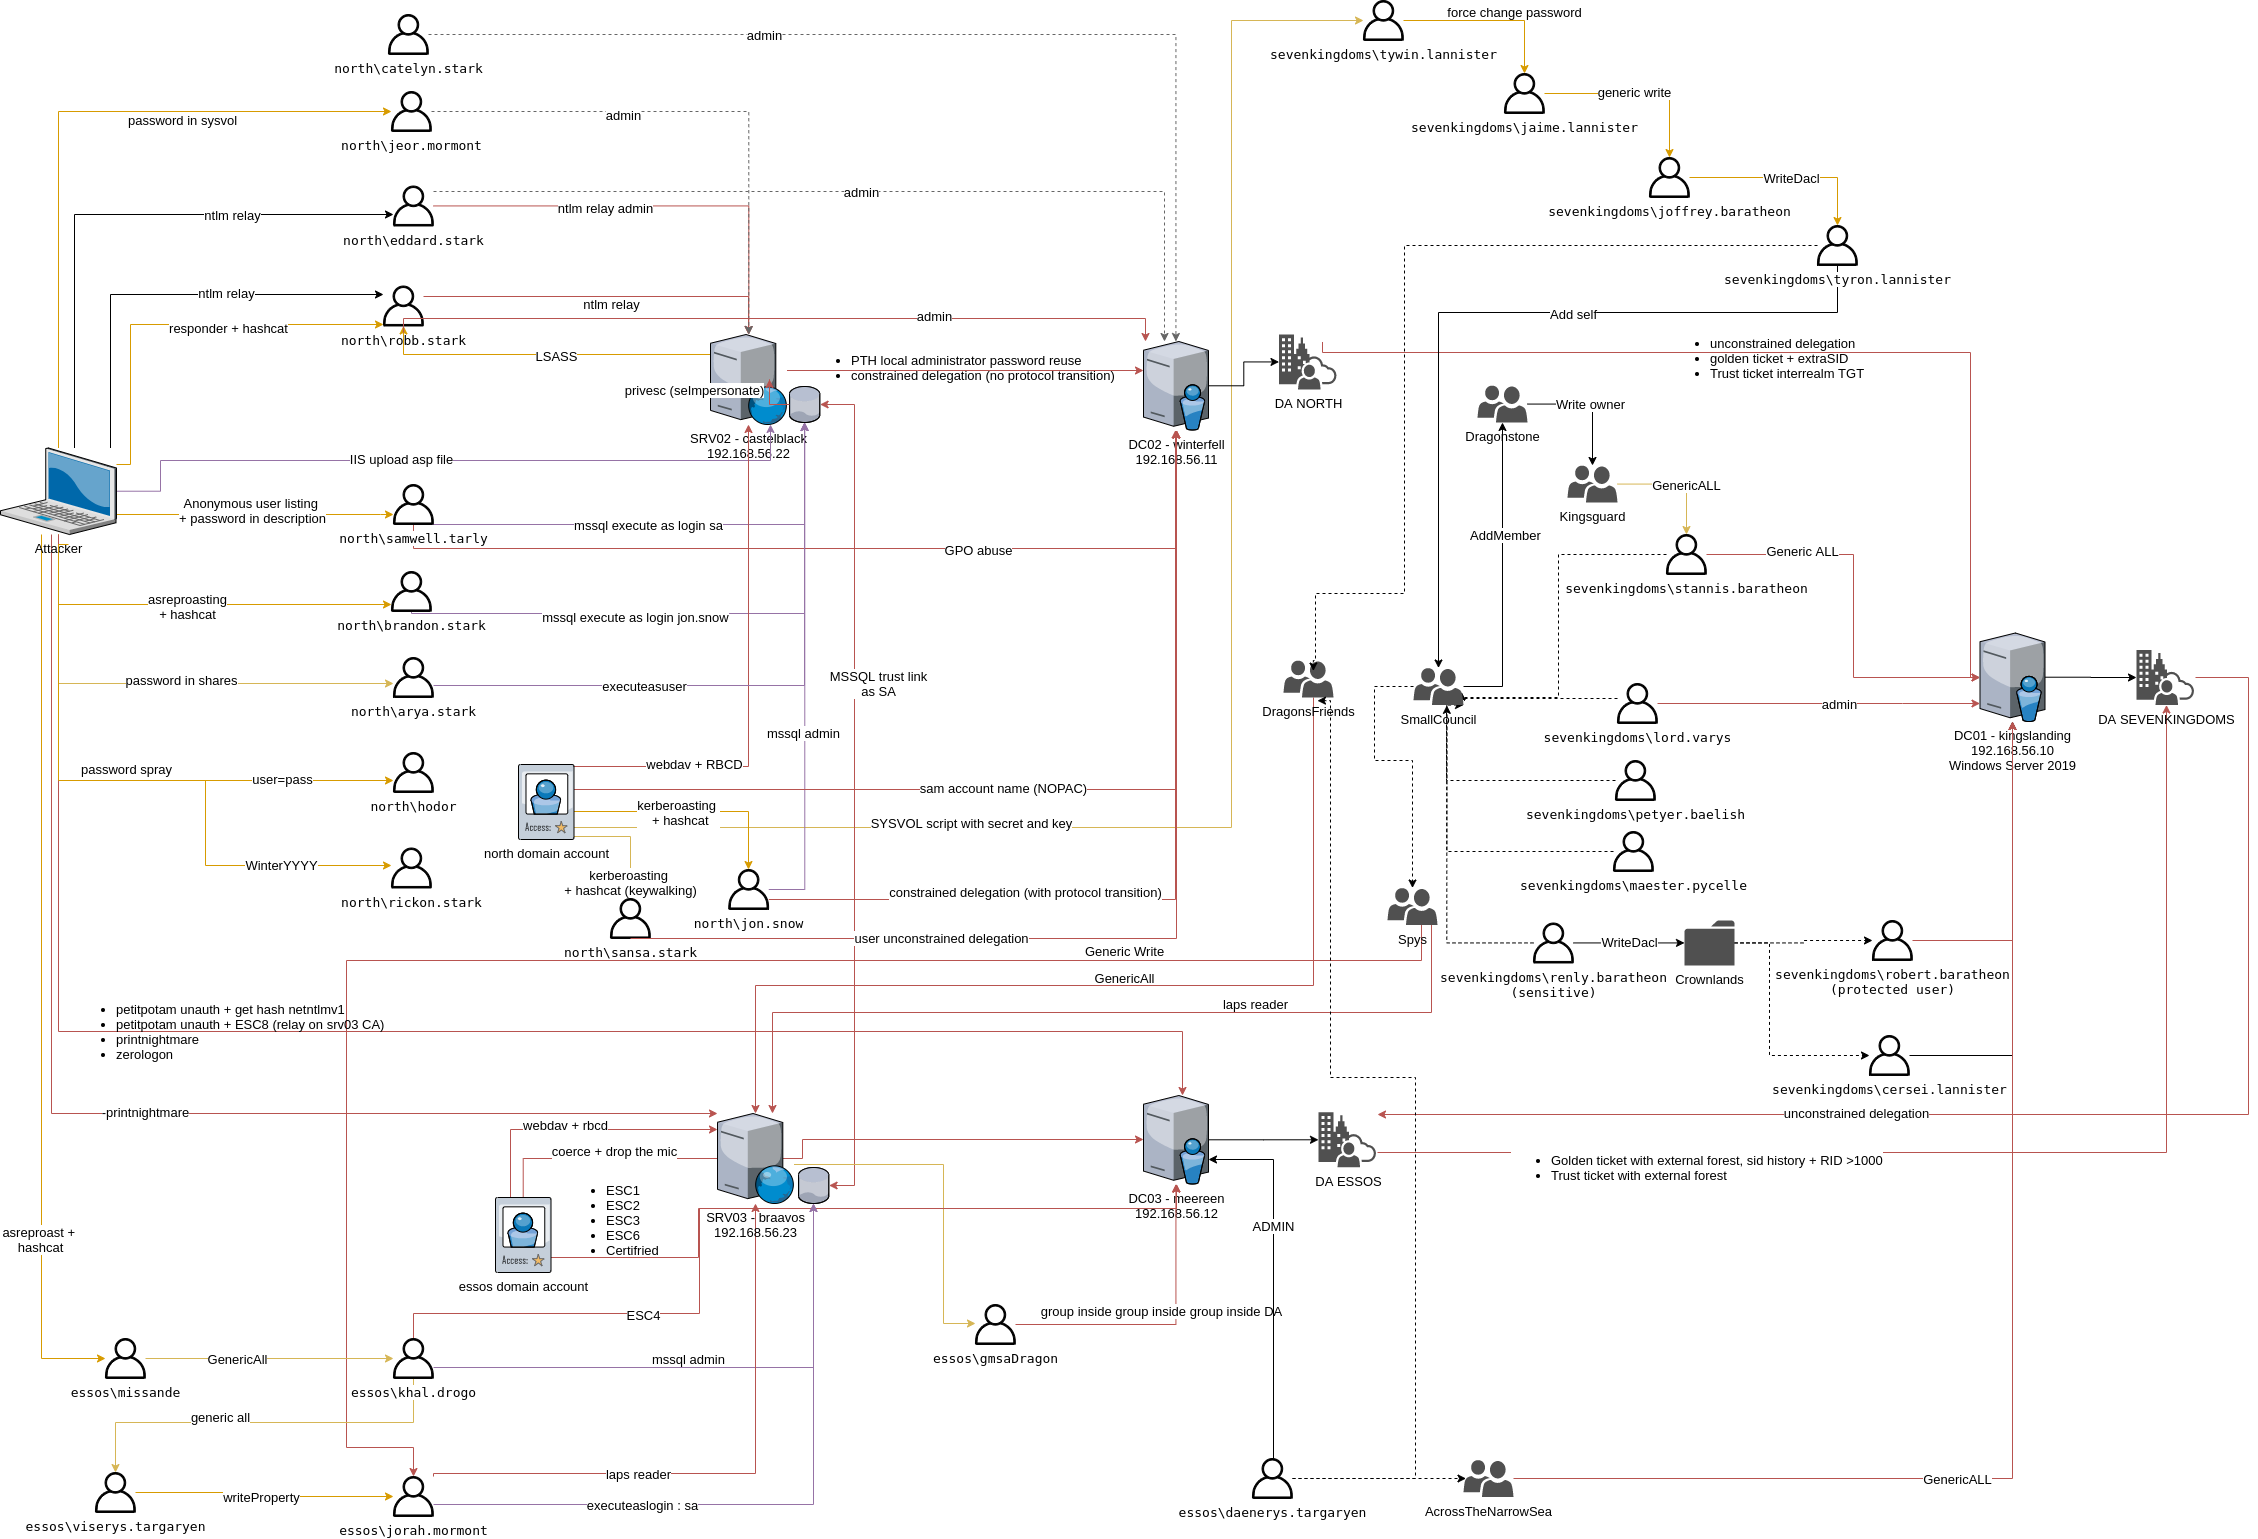 force change password
admin
north\catelyn.stark
sevenkingdoms\tywin.lannister
generic write
sevenkingdoms\jaime.lannister
password in sysvol
admin
north\jeor.mormont
WriteDacl
sevenkingdoms\joffrey.baratheon
admin
ntlm relay
ntlm relay admin
north\eddard.stark
sevenkingdoms\tyron.lannister
ntlm relay
ntlm relay
responder + hashcat
admin
Add self
north\robb.stark
LSASS
• PTH local administrator password reuse
• constrained delegation (no protocol transition)
• unconstrained delegation
• golden ticket + extraSID
• Trust ticket interrealm TGT
privesc (seImpersonate)
DA NORTH
Write owner
SRV02 - castelblack
192.168.56.22
DC02 - winterfell
192.168.56.11
Dragonstone
IIS upload asp file
GenericALL
Anonymous user listing
+ password in description
Kingsguard
mssql execute as login sa
AddMember
north\samwell.tarly
Attacker
GPO abuse
Generic ALL
sevenkingdoms\stannis.baratheon
asreproasting
+ hashcat
mssql execute as login jon.snow
north\brandon.stark
password in shares
executeasuser
MSSQL trust link
as SA
north\arya.stark
DragonsFriends
SmallCouncil
admin
DA SEVENKINGDOMS
mssql admin
sevenkingdoms\lord.varys
DC01 - kingslanding
192.168.56.10
Windows Server 2019
password spray
user=pass
webdav + RBCD
north\hodor
sam account name (NOPAC)
kerberoasting
+ hashcat
SYSVOL script with secret and key
sevenkingdoms\petyer.baelish
north domain account
WinterYYYY
kerberoasting
+ hashcat (keywalking)
constrained delegation (with protocol transition)
sevenkingdoms\maester.pycelle
north\rickon.stark
north\jon.snow
user unconstrained delegation
Spys
WriteDacl
north\sansa.stark
Generic Write
sevenkingdoms\renly.baratheon
(sensitive)
Crownlands
sevenkingdoms\robert.baratheon
(protected user)
GenericAll
laps reader
• petitpotam unauth + get hash netntlmv1
• petitpotam unauth + ESC8 (relay on srv03 CA)
• printnightmare
• zerologon
sevenkingdoms\cersei.lannister
-printnightmare
unconstrained delegation
webdav + rbcd
coerce + drop the mic
• Golden ticket with external forest, sid history + RID >1000
• Trust ticket with external forest
DA ESSOS
• ESC1
• ESC2
• ESC3
• ESC6
• Certifried
SRV03 - braavos
192.168.56.23
DC03 - meereen
192.168.56.12
ADMIN
asreproast +
hashcat
essos domain account
ESC4
group inside group inside group inside DA
GenericAll
mssql admin
essos\gmsaDragon
essos\missande
essos\khal.drogo
generic all
laps reader
GenericALL
writeProperty
executeaslogin : sa
essos\daenerys.targaryen
AcrossTheNarrowSea
essos\viserys.targaryen
essos\jorah.mormont
Access:
Access: